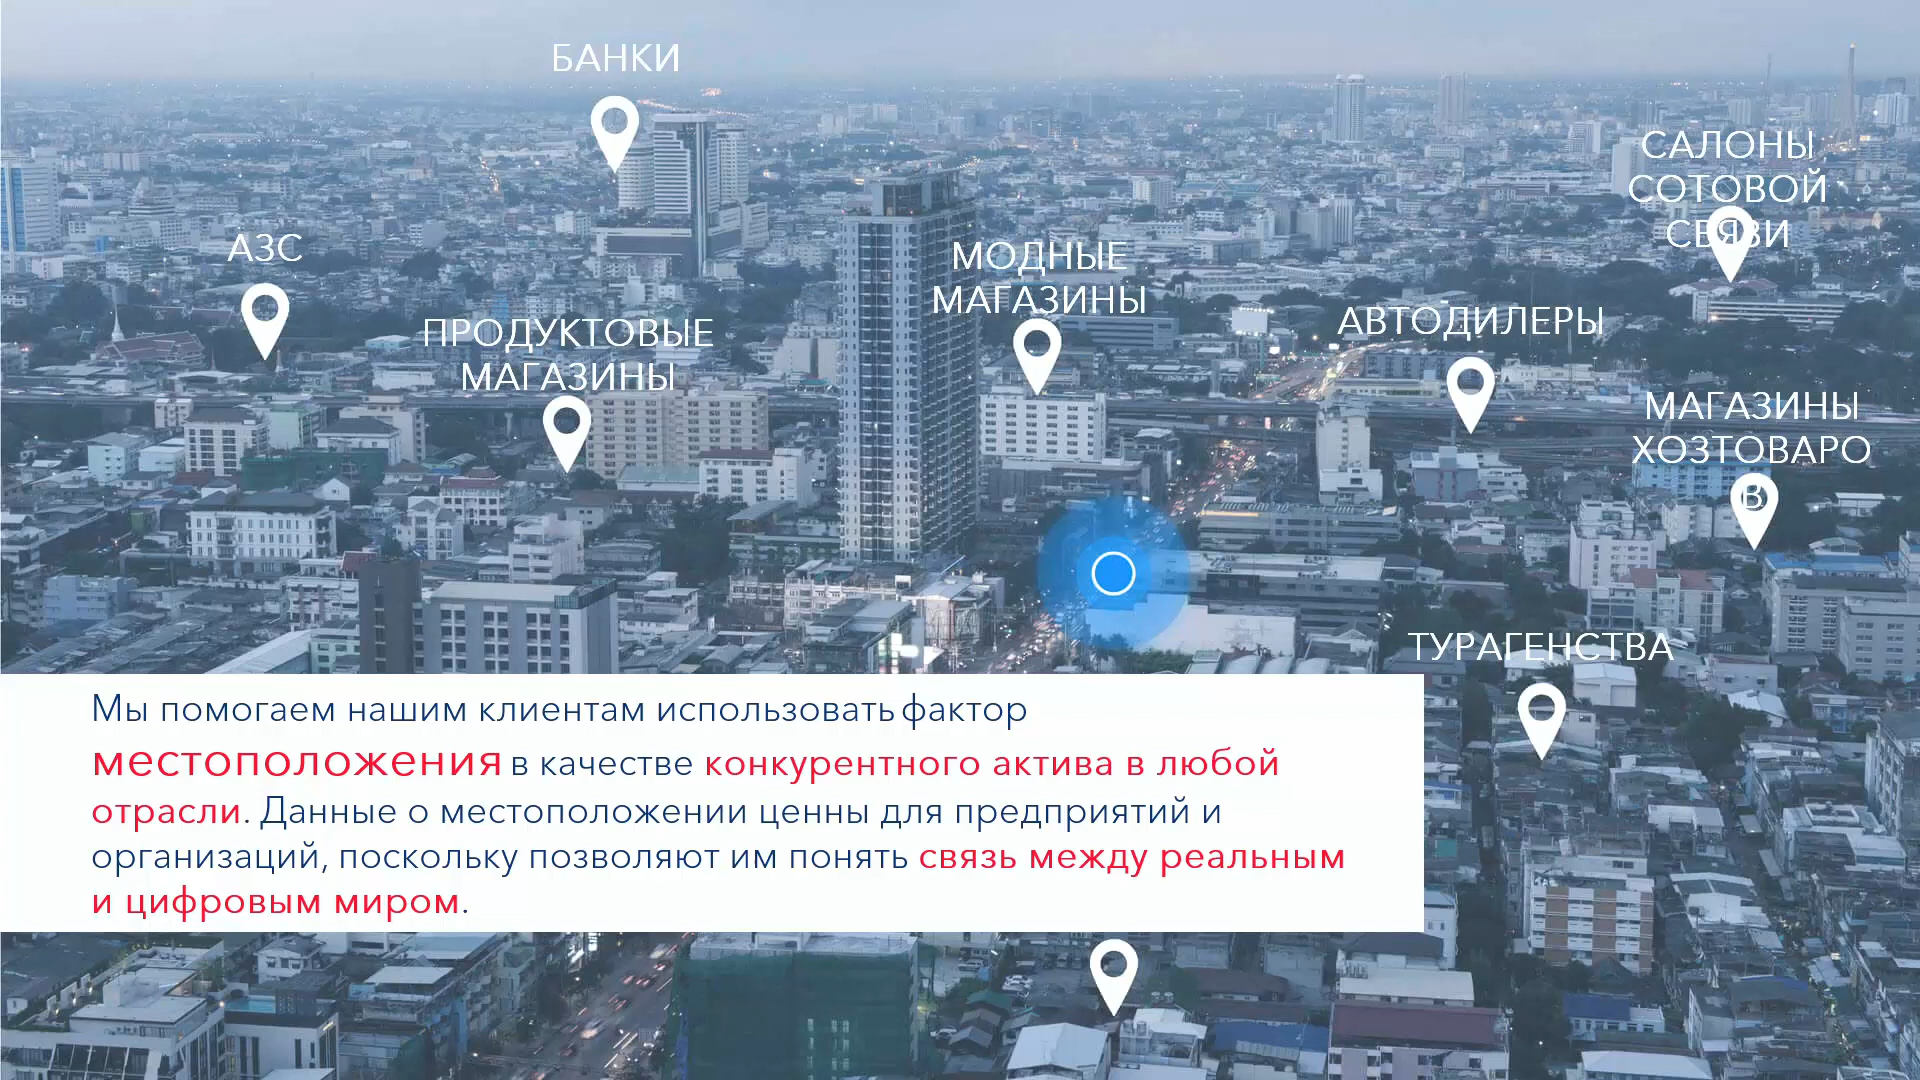 БАНКИ
САЛОНЫ
СОТОВОЙ
СВЯЗИ
АЗС
МОДНЫЕ
МАГАЗИНЫ
ПРОДУКТОВЫЕ
МАГАЗИНЫ
АВТОДИЛЕРЫ
МАГАЗИНЫ
ХОЗТОВАРО
В
ТУРАГЕНСТВА
Мы помогаем нашим клиентам использовать фактор
местоположения в качестве конкурентного актива в любой
отрасли. Данные о местоположении ценны для предприятий и
организаций, поскольку позволяют им понять связь между реальным
и цифровым миром.